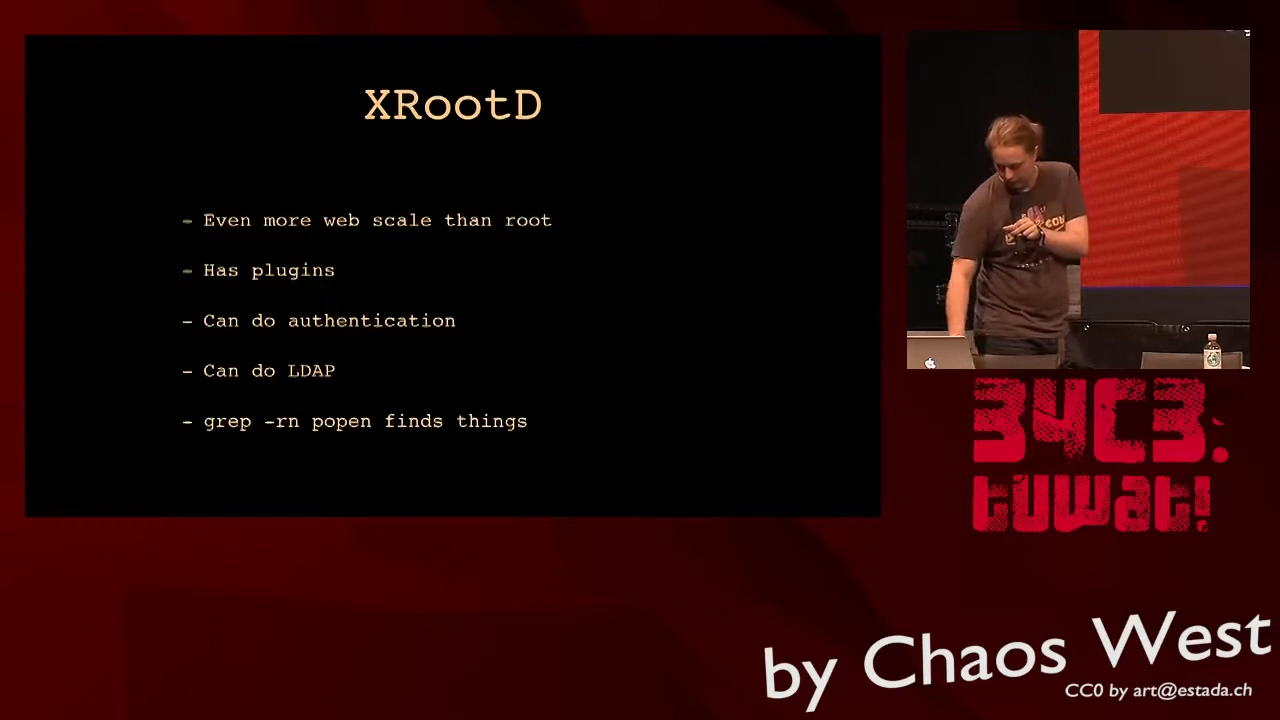 XRootD
- Even more web scale than root
- Has plugins
- Can do authentication
- Can do LDAP
- grep -rn popen finds things
34C3:
tuwat!
by Chaos West
CC0 by art@estada.ch